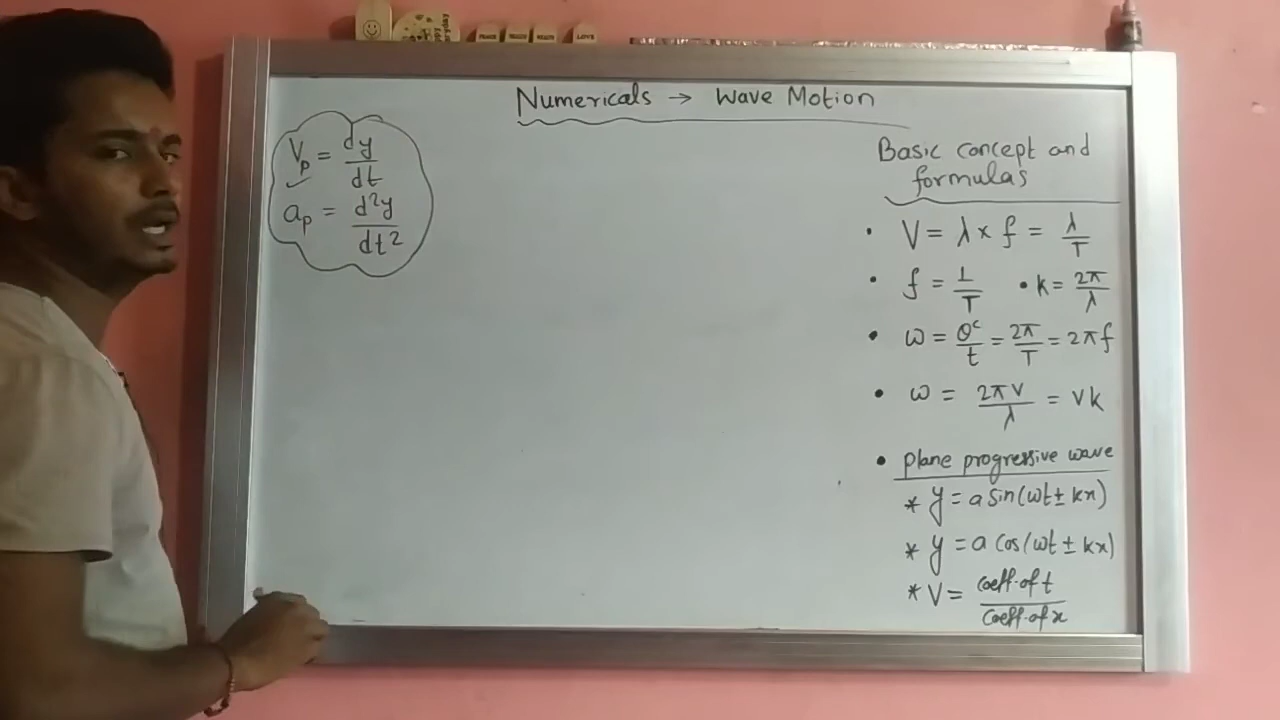 Numericals → Wave Motion
Vp = dy/dt
ap = d²y/dt²
Basic concept and
formulas
• V = λ × f = λ/T
• f = 1/T • k = 2π/λ
• ω = θᶜ/t = 2π/T = 2πf
• ω = 2πv/λ = vk
• plane progressive wave
* y = a sin(ωt ± kx)
* y = a cos(ωt ± kx)
* V = coeff. of t/coeff. of x